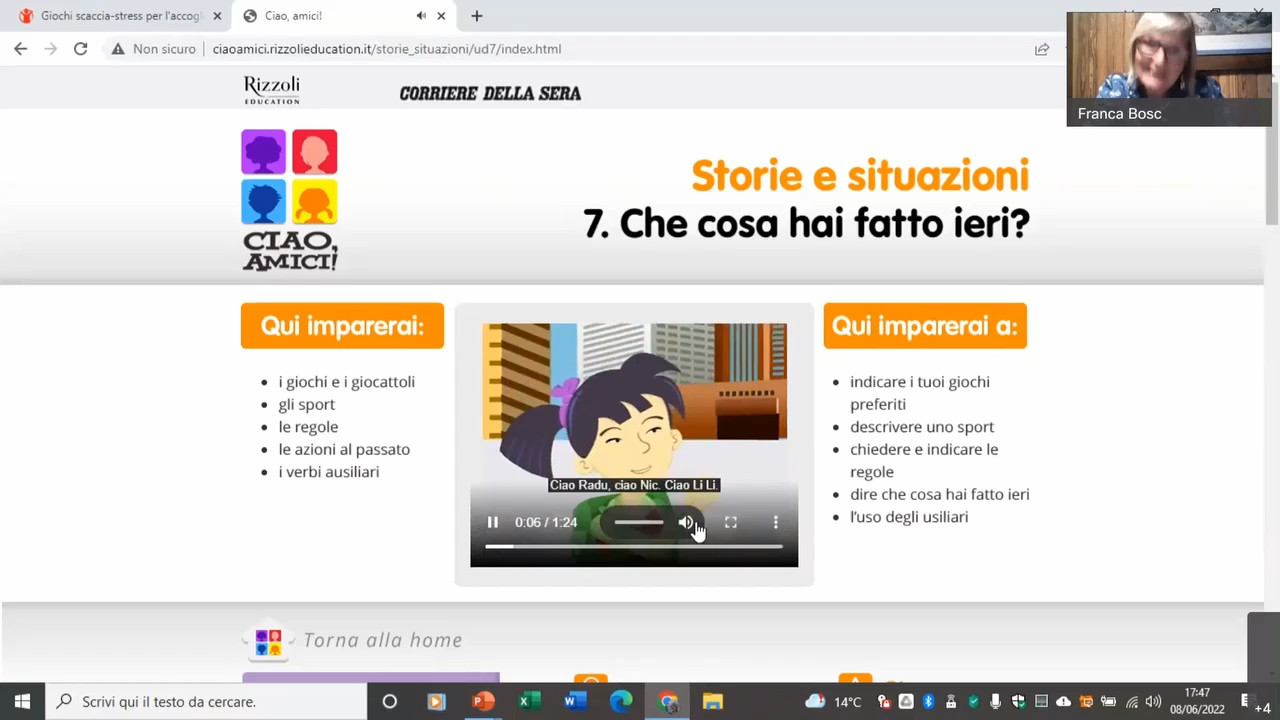 Giochi scaccia-stress per l'accogl
Ciao, amici!
Non sicuro
ciaoamici.rizzolieducation.it/storie_situazioni/ud7/index.html
Franca Bosc
Rizzoli
EDUCATION
CORRIERE DELLA SERA
CIAO,
AMICI!
Storie e situazioni
7. Che cosa hai fatto ieri?
Qui imparerai:
i giochi e i giocattoli
gli sport
le regole
le azioni al passato
i verbi ausiliari
Ciao Radu, ciao Nic. Ciao Li Li.
0:06 / 1:24
Qui imparerai a:
indicare i tuoi giochi
preferiti
descrivere uno sport
chiedere e indicare le
regole
dire che cosa hai fatto ieri
l'uso degli usiliari
Torna alla home
Scrivi qui il testo da cercare.
14°C
17:47
08/06/2022
+4